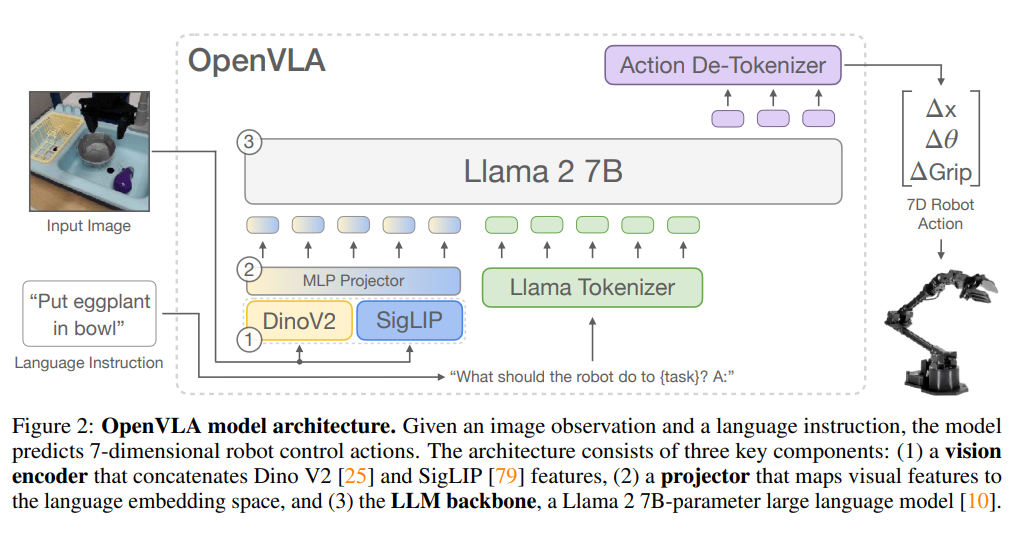 OpenVLA
Action De-Tokenizer
Δx
Δθ
ΔGrip
7D Robot
Action
3
Llama 2 7B
Input Image
2
MLP Projector
Llama Tokenizer
1
DinoV2
SigLIP
“Put eggplant
in bowl”
Language Instruction
“What should the robot do to {task}? A:”
Figure 2: OpenVLA model architecture. Given an image observation and a language instruction, the model
predicts 7-dimensional robot control actions. The architecture consists of three key components: (1) a vision
encoder that concatenates Dino V2 [25] and SigLIP [79] features, (2) a projector that maps visual features to
the language embedding space, and (3) the LLM backbone, a Llama 2 7B-parameter large language model [10].